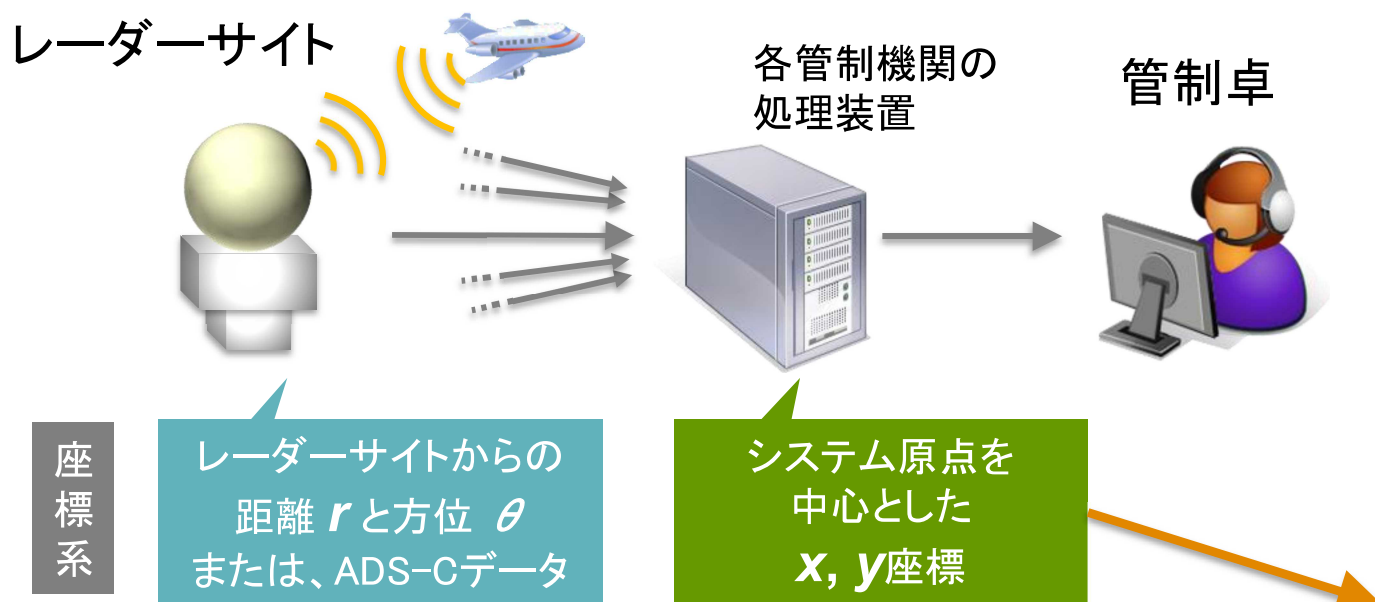 レーダーサイト
各管制機関の
処理装置
管制卓
座
標
系
レーダーサイトからの
距離 r と方位 θ
または、ADS-Cデータ
システム原点を
中心とした
x, y座標